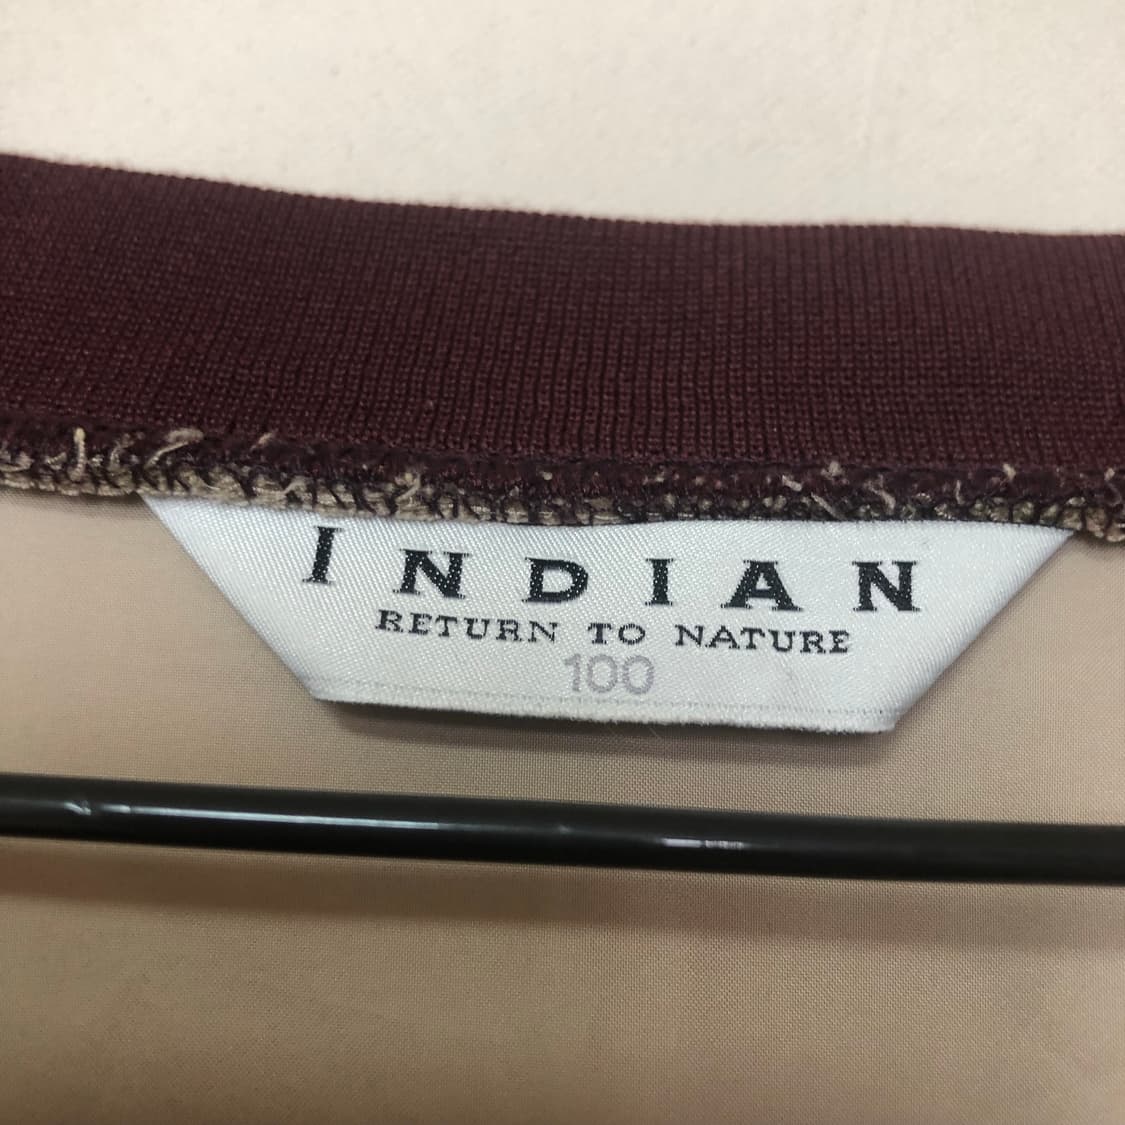 INDIAN
RETURN TO NATURE
100